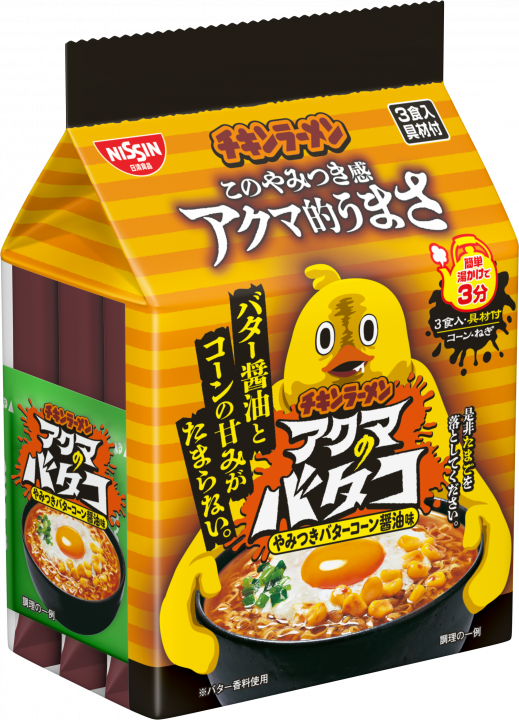 3食入
具材付
NISSIN
日清食品
チキンラーメン
このやみつき感
アクマ的うまさ
簡単
湯かけて
3分
3食入・具材付
コーン・ねぎ
バター醤油と
コーンの甘みが
たまらない。
チキンラーメン
アクマの
バタコ
やみつきバターコーン醤油味
是非たまごを
落としてください。
調理の一例
※バター香料使用
チキンラーメン
アクマの
バタコ
やみつきバターコーン醤油味
調理の一例